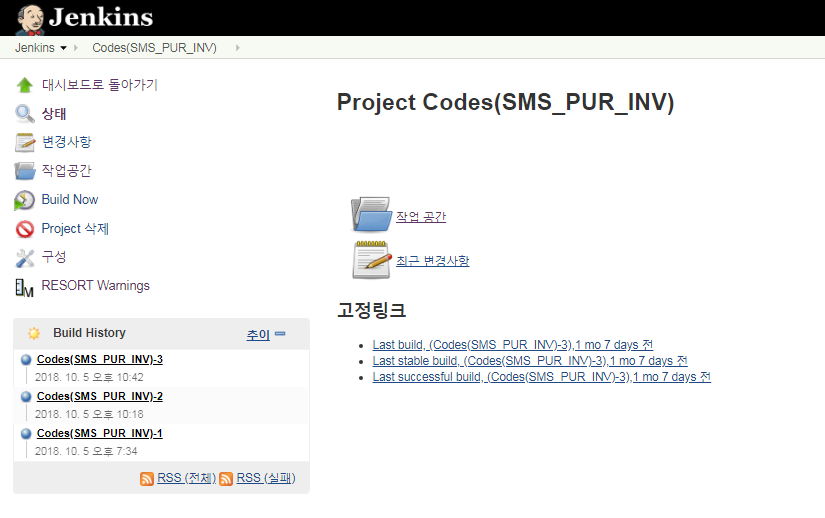 Jenkins
Jenkins Codes(SMS_PUR_INV)
대시보드로 돌아가기
상태
변경사항
작업공간
Build Now
Project 삭제
구성
RESORT Warnings
Build History 추이
Codes(SMS_PUR_INV)-3
2018. 10. 5 오후 10:42
Codes(SMS_PUR_INV)-2
2018. 10. 5 오후 10:18
Codes(SMS_PUR_INV)-1
2018. 10. 5 오후 7:34
RSS (전체) RSS (실패)
Project Codes(SMS_PUR_INV)
작업 공간
최근 변경사항
고정링크
Last build, (Codes(SMS_PUR_INV)-3),1 mo 7 days 전
Last stable build, (Codes(SMS_PUR_INV)-3),1 mo 7 days 전
Last successful build, (Codes(SMS_PUR_INV)-3),1 mo 7 days 전